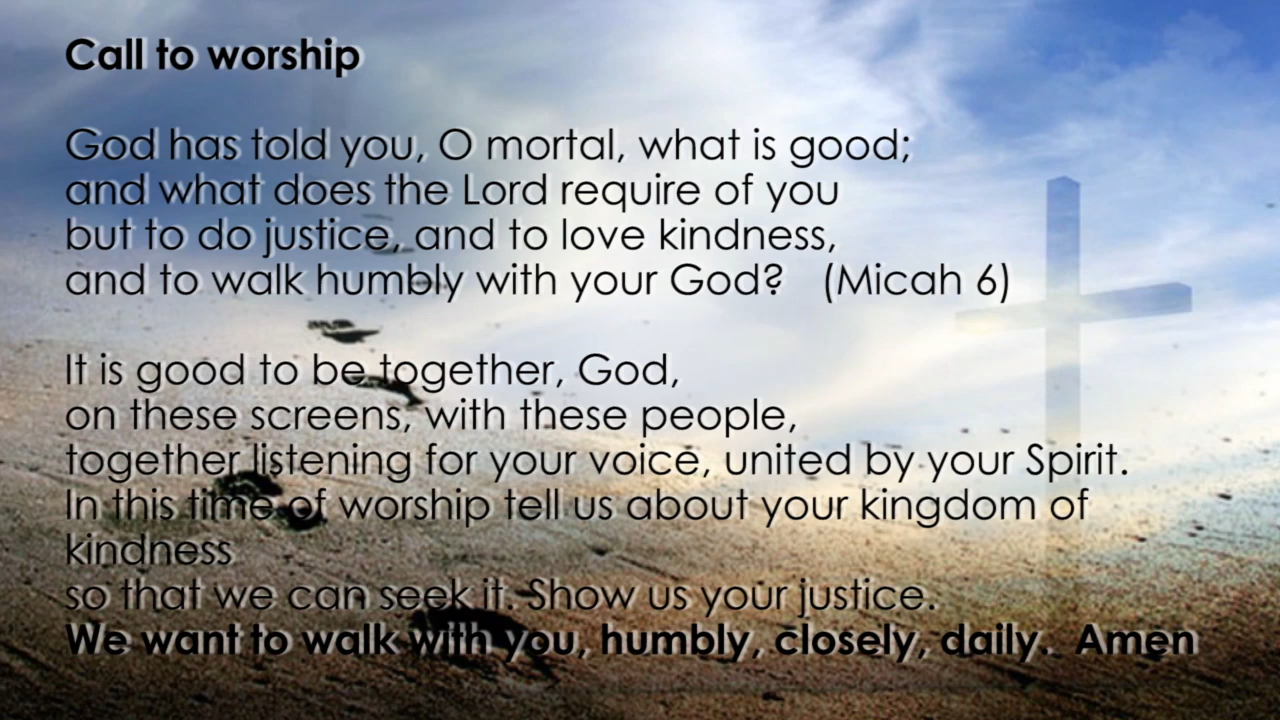 Call to worship
God has told you, O mortal, what is good;
and what does the Lord require of you
but to do justice, and to love kindness,
and to walk humbly with your God? (Micah 6)
It is good to be together, God,
on these screens, with these people,
together listening for your voice, united by your Spirit.
In this time of worship tell us about your kingdom of
kindness
so that we can seek it. Show us your justice.
We want to walk with you, humbly, closely, daily. Amen